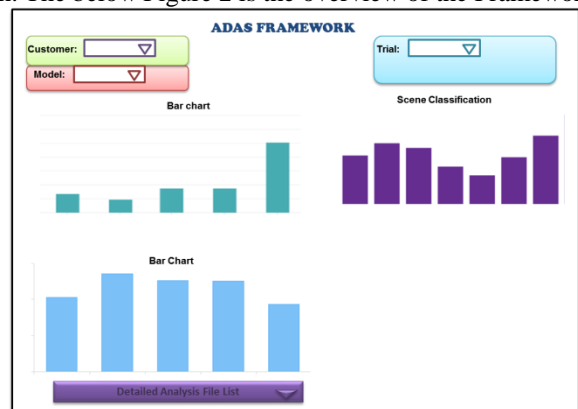 . The below Figure 2 is the overview of the Framewor
ADAS FRAMEWORK
Customer:
Model:
Trial:
Bar chart
Scene Classification
Bar Chart
Detailed Analysis File List